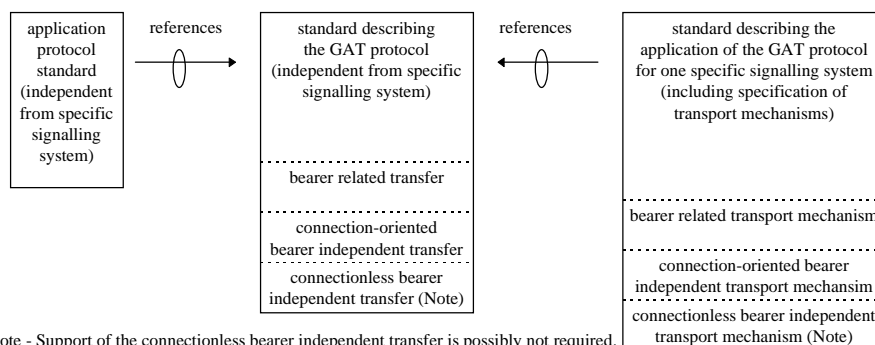 application
protocol
standard
(independent
from specific
signalling
system)
references
standard describing
the GAT protocol
(independent from specific
signalling system)
bearer related transfer
connection-oriented
bearer independent transfer
connectionless bearer
independent transfer (Note)
references
standard describing the
application of the GAT protocol
for one specific signalling system
(including specification of
transport mechanisms)
bearer related transport mechanism
connection-oriented bearer
independent transport mechansim
connectionless bearer independent
transport mechanism (Note)
ote - Support of the connectionless bearer independent transfer is possibly not required.